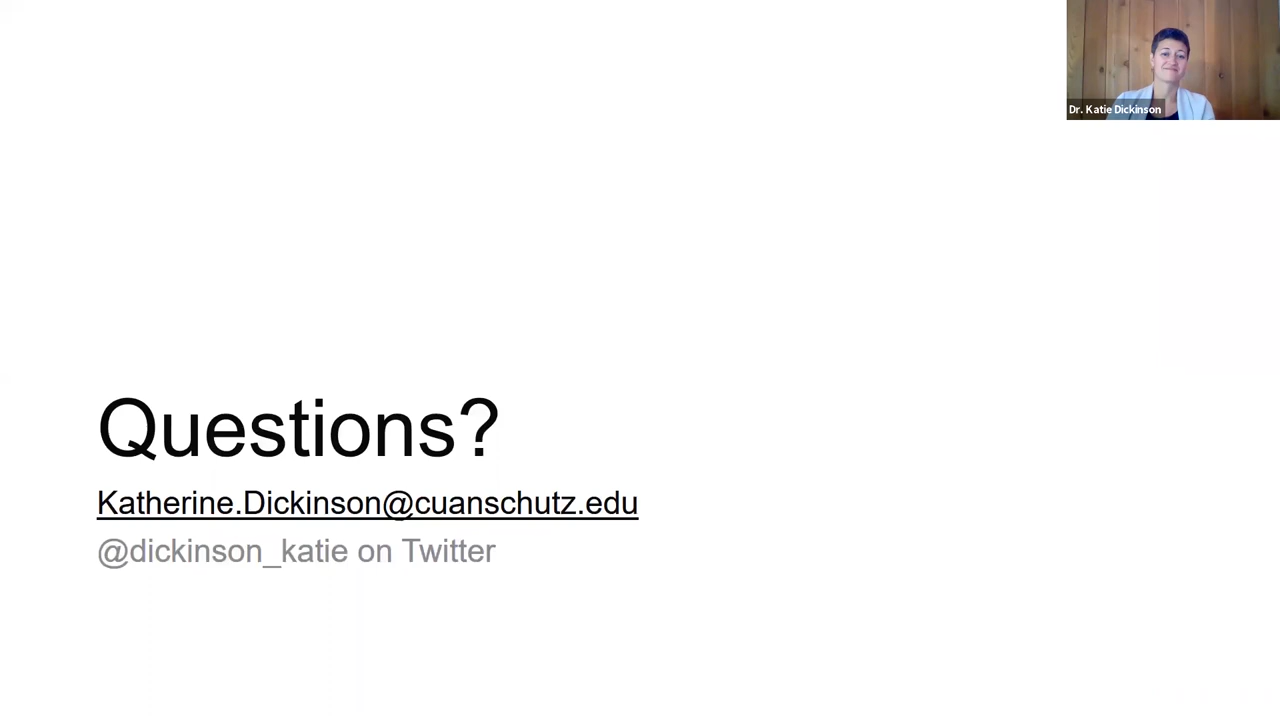 Dr. Katie Dickinson
Questions?
Katherine.Dickinson@cuanschutz.edu
@dickinson_katie on Twitter